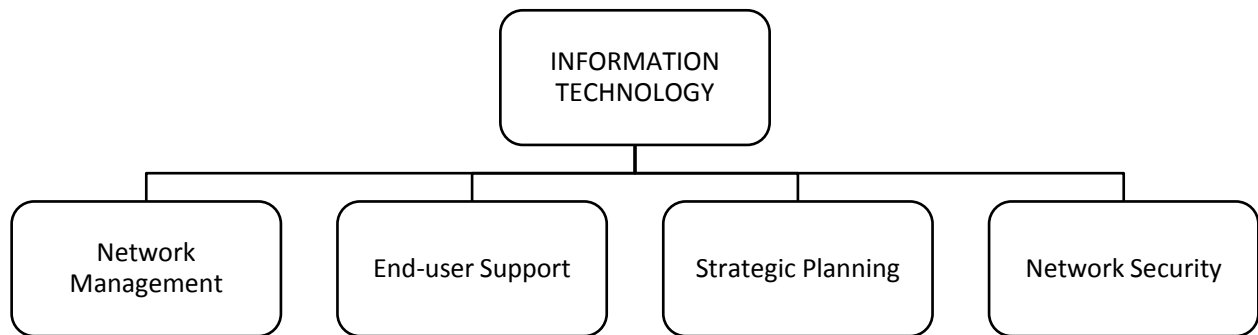 INFORMATION
TECHNOLOGY
Network
Management
End-user Support
Strategic Planning
Network Security